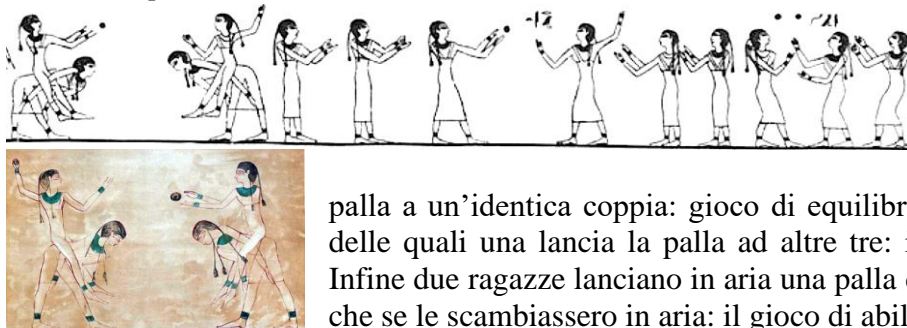 palla a un’identica coppia: gioco di equilibr
delle quali una lancia la palla ad altre tre:
Infine due ragazze lanciano in aria una palla
che se le scambiassero in aria: il gioco di abil